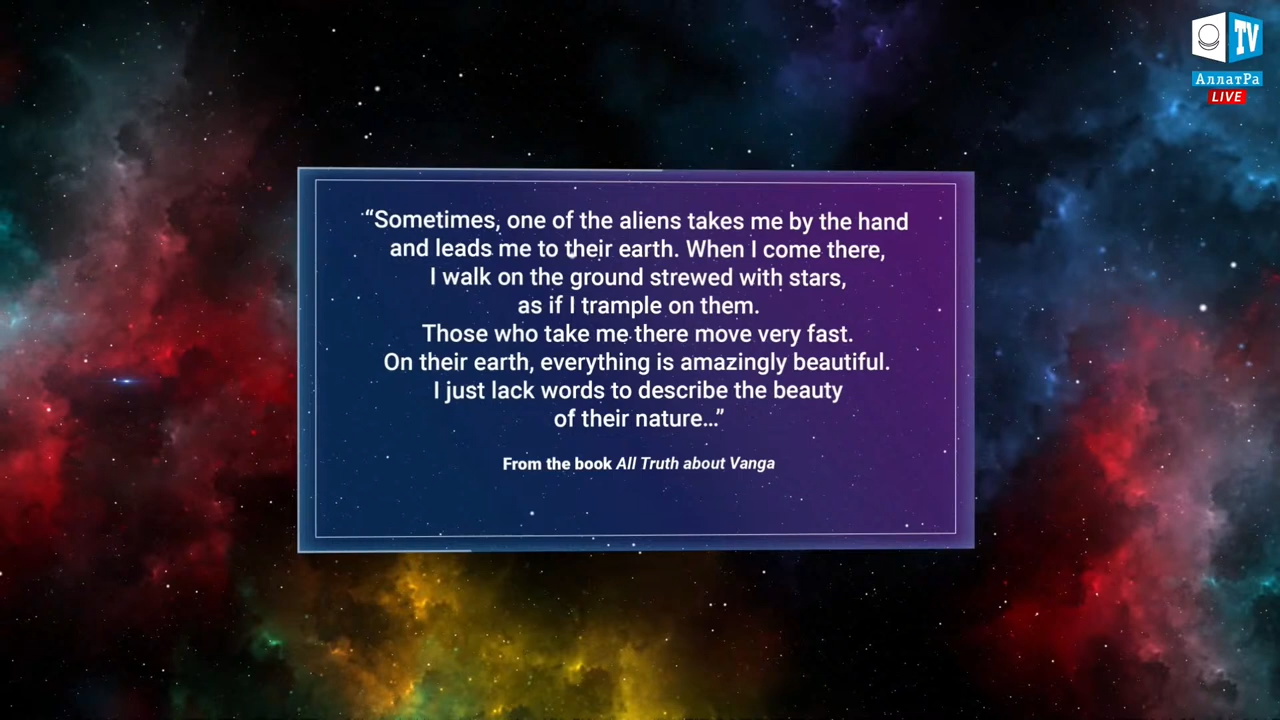 TV
АллатРа
LIVE
“Sometimes, one of the aliens takes me by the hand
and leads me to their earth. When I come there,
I walk on the ground strewed with stars,
as if I trample on them.
Those who take me there move very fast.
On their earth, everything is amazingly beautiful.
I just lack words to describe the beauty
of their nature…”
From the book All Truth about Vanga